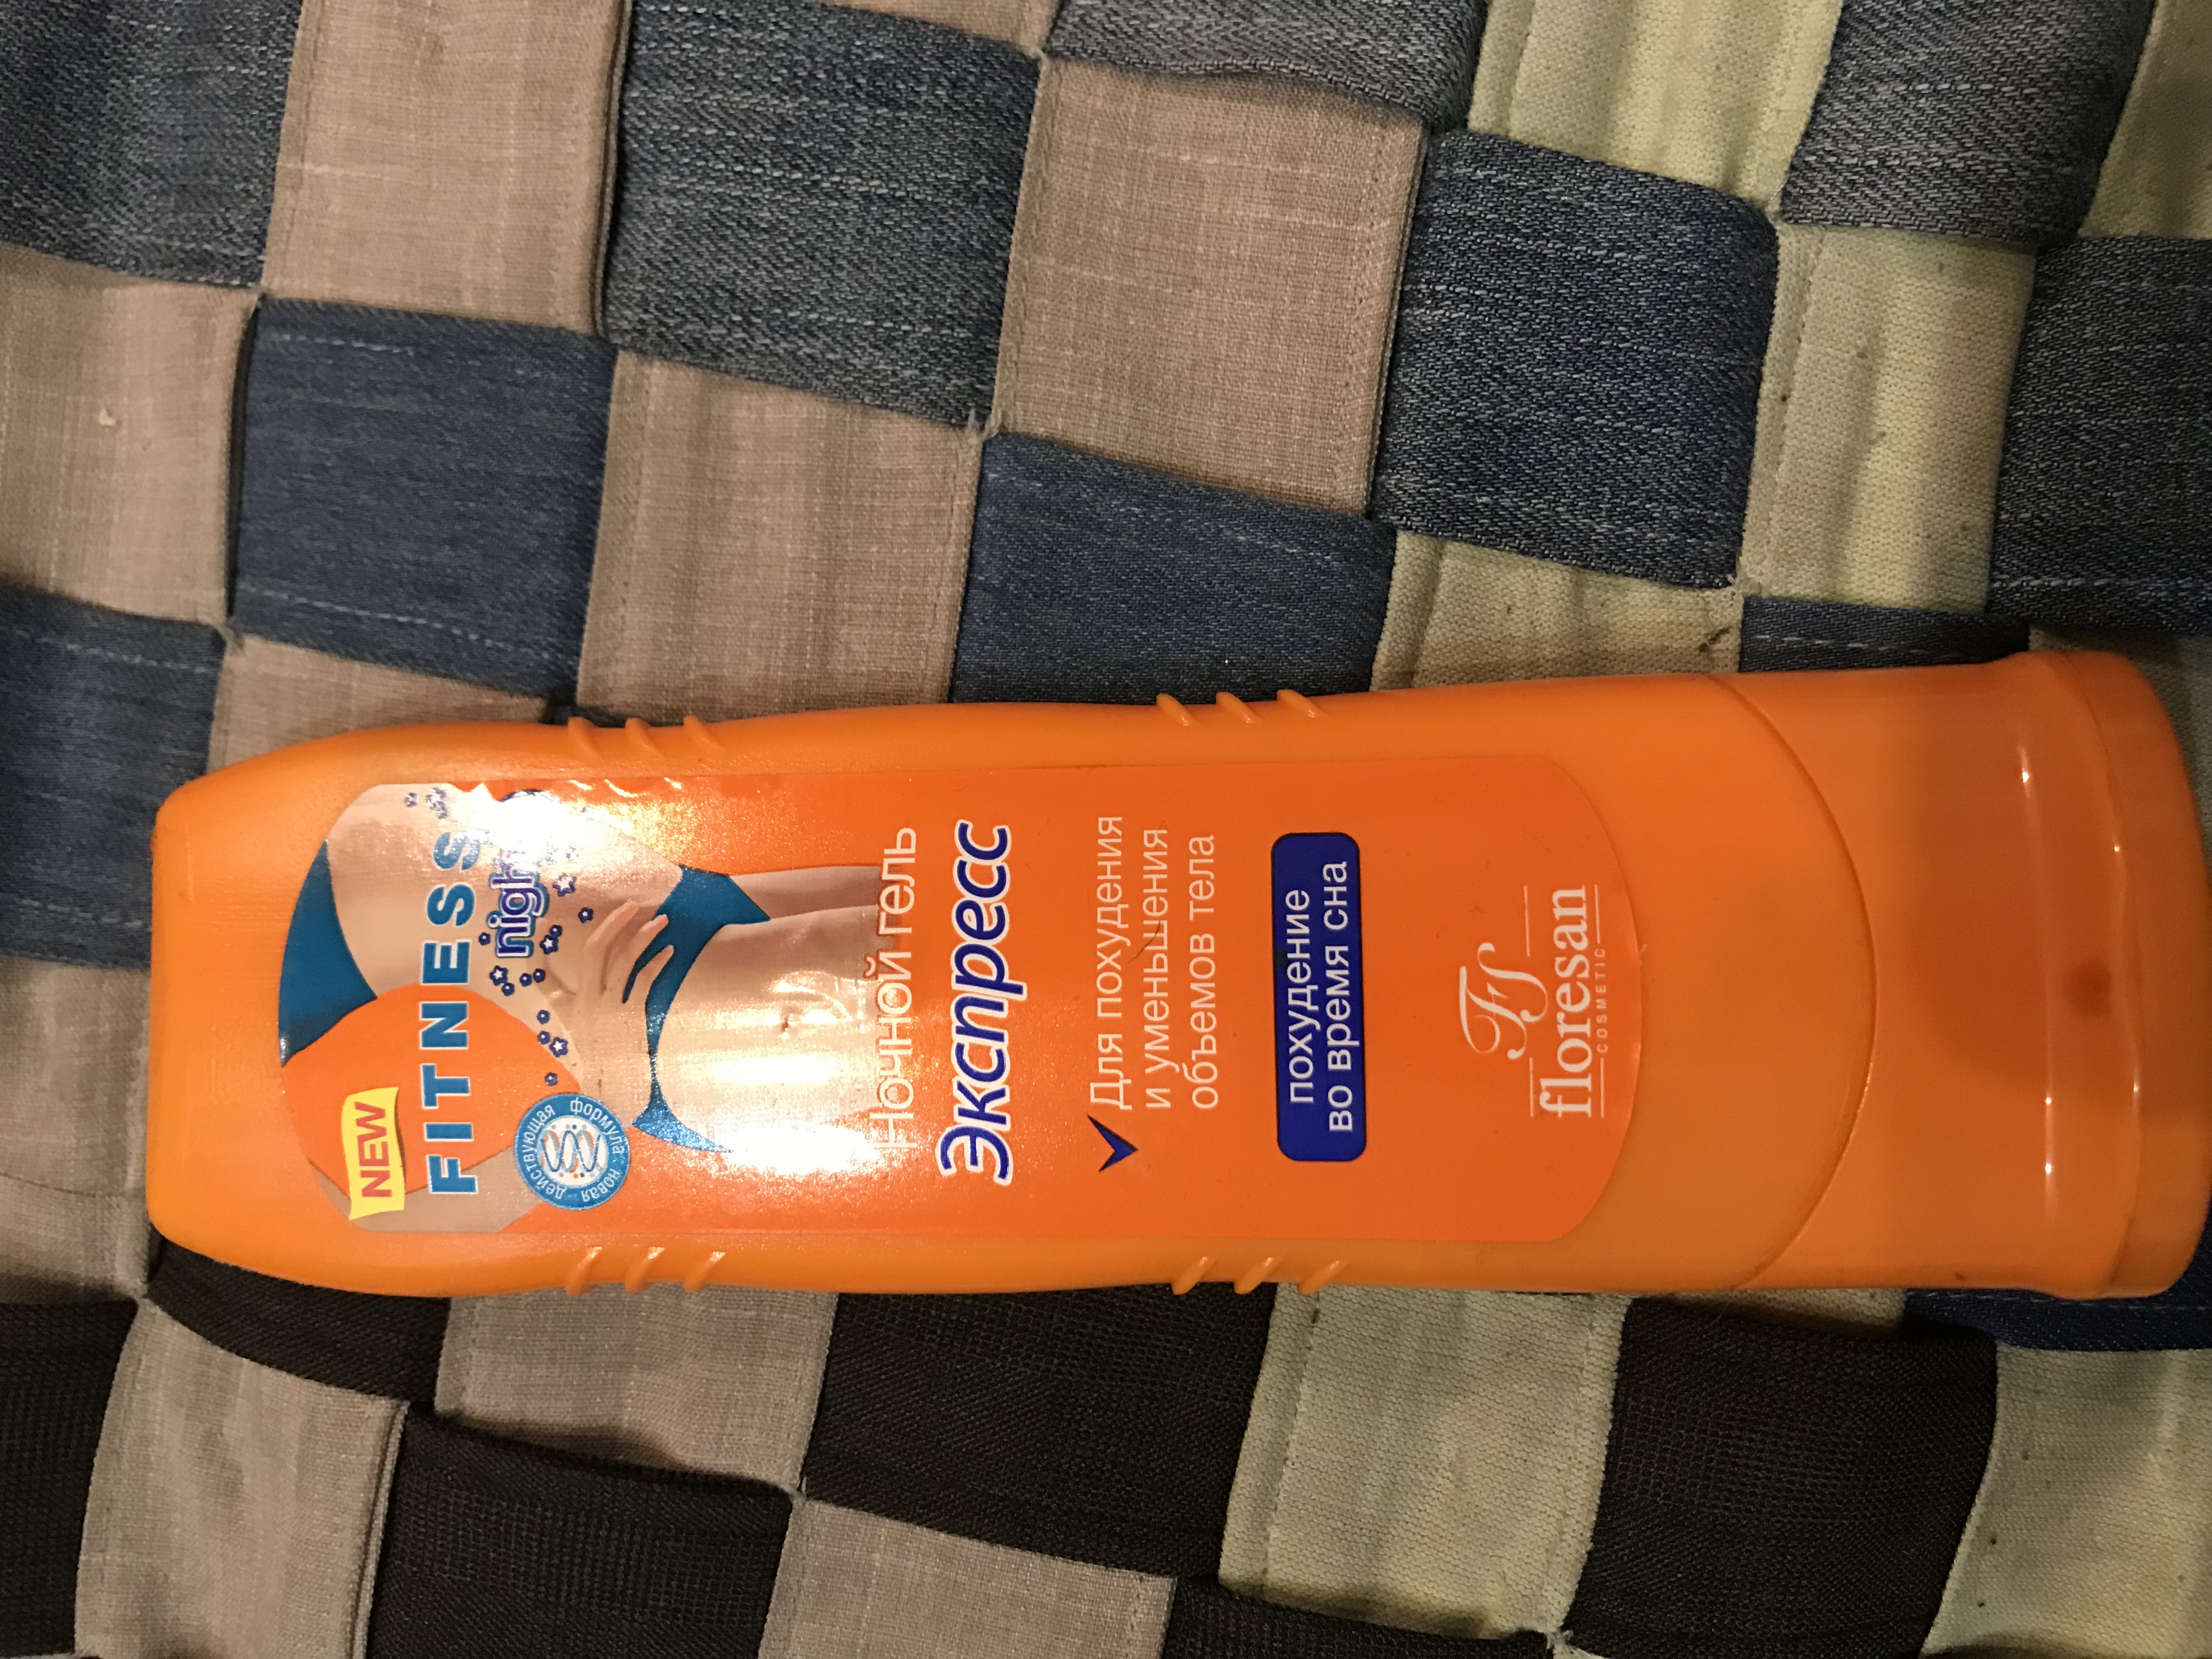 NEW
FITNESS
night
новая действующая формула
Ночной гель
Экспресс
Для похудения
и уменьшения
объемов тела
похудение
во время сна
FS
floresan
COSMETIC